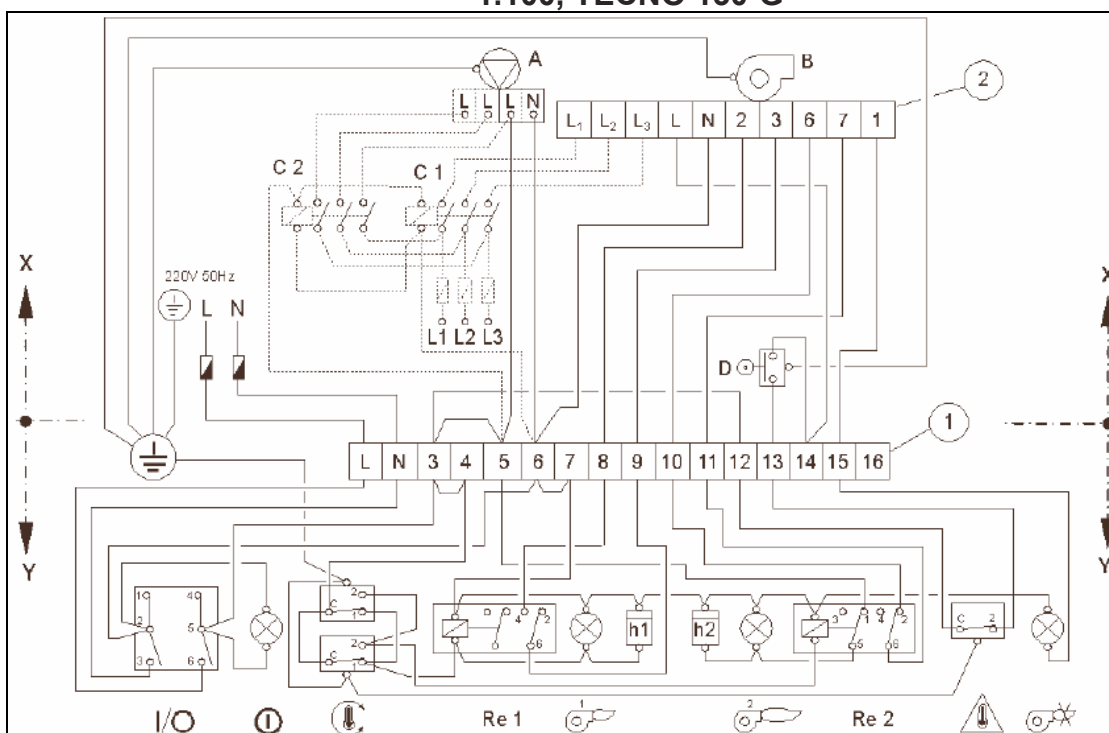 A
B
2
L L L N
L1 L2 L3 L N 2 3 6 7 1
C 2
C 1
X
X
220V 50Hz
L N
L1 L2 L3
D
1
L N 3 4 5 6 7 8 9 10 11 12 13 14 15 16
Y
Y
1 4
2 5
3 6
2
C 1
2
C 1
4 2
6
h1
h2
3 1 4 2
5 6
C 2
I/O
Re 1
1
2
Re 2